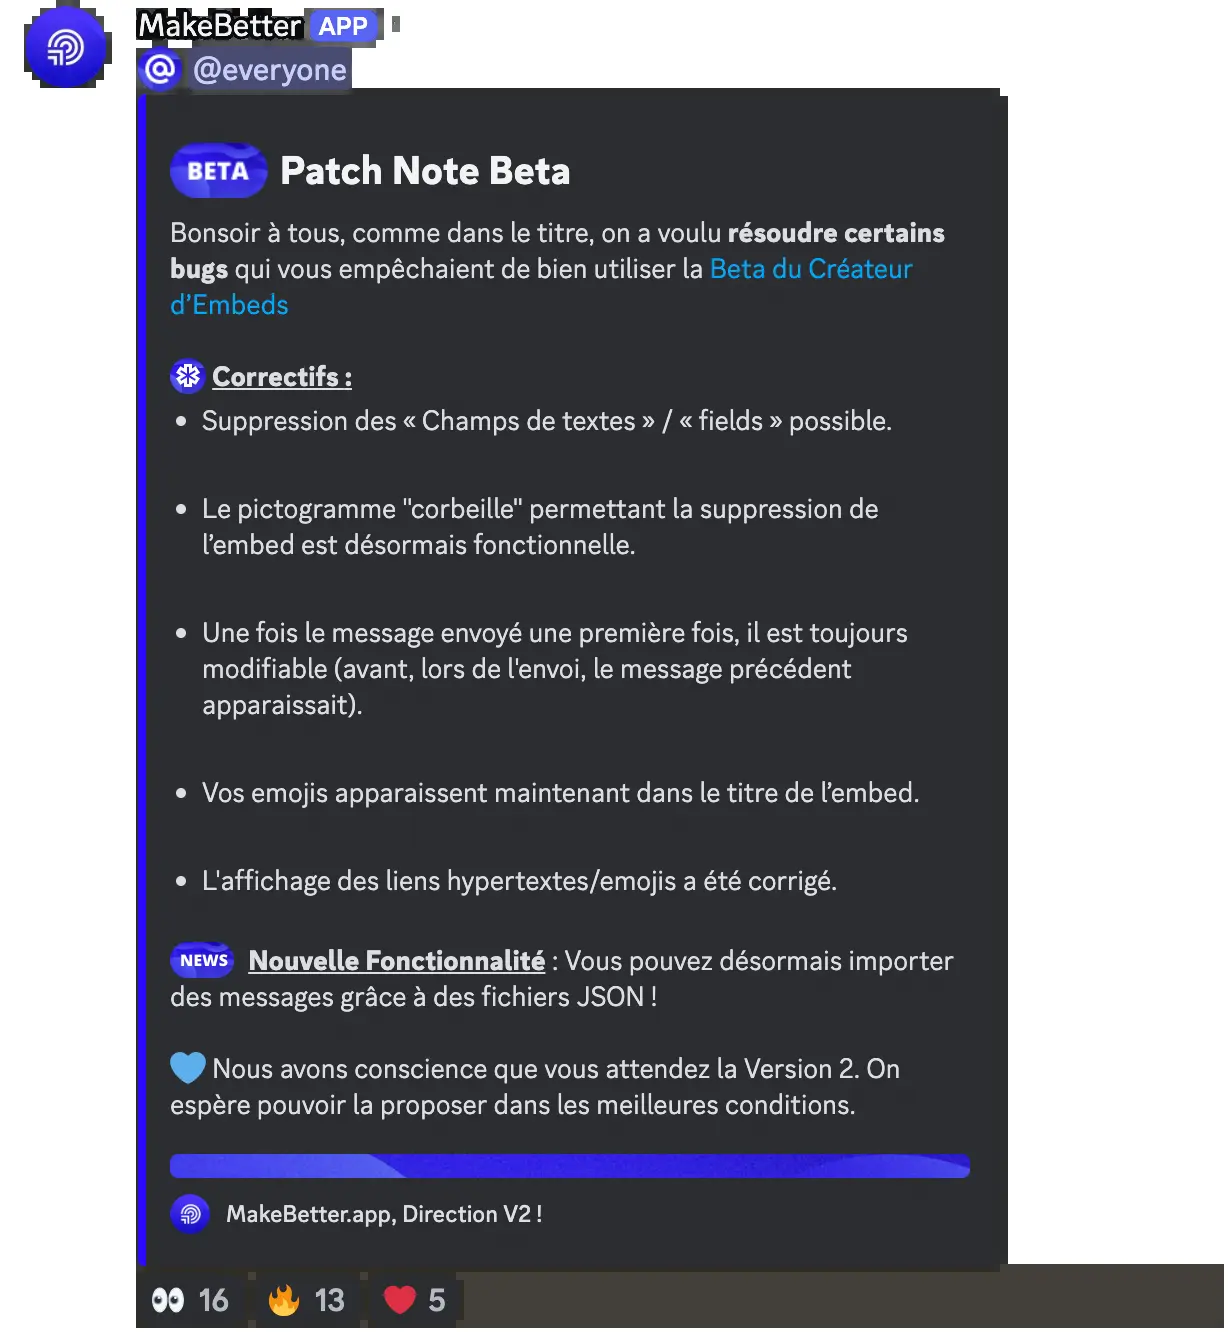 MakeBetter APP
@ @everyone
BETA Patch Note Beta
Bonsoir à tous, comme dans le titre, on a voulu résoudre certains
bugs qui vous empêchaient de bien utiliser la Beta du Créateur
d’Embeds
Correctifs :
• Suppression des « Champs de textes » / « fields » possible.
• Le pictogramme "corbeille" permettant la suppression de
l’embed est désormais fonctionnelle.
• Une fois le message envoyé une première fois, il est toujours
modifiable (avant, lors de l'envoi, le message précédent
apparaissait).
• Vos emojis apparaissent maintenant dans le titre de l’embed.
• L'affichage des liens hypertextes/emojis a été corrigé.
NEWS Nouvelle Fonctionnalité : Vous pouvez désormais importer
des messages grâce à des fichiers JSON !
Nous avons conscience que vous attendez la Version 2. On
espère pouvoir la proposer dans les meilleures conditions.
MakeBetter.app, Direction V2 !
16 13 5